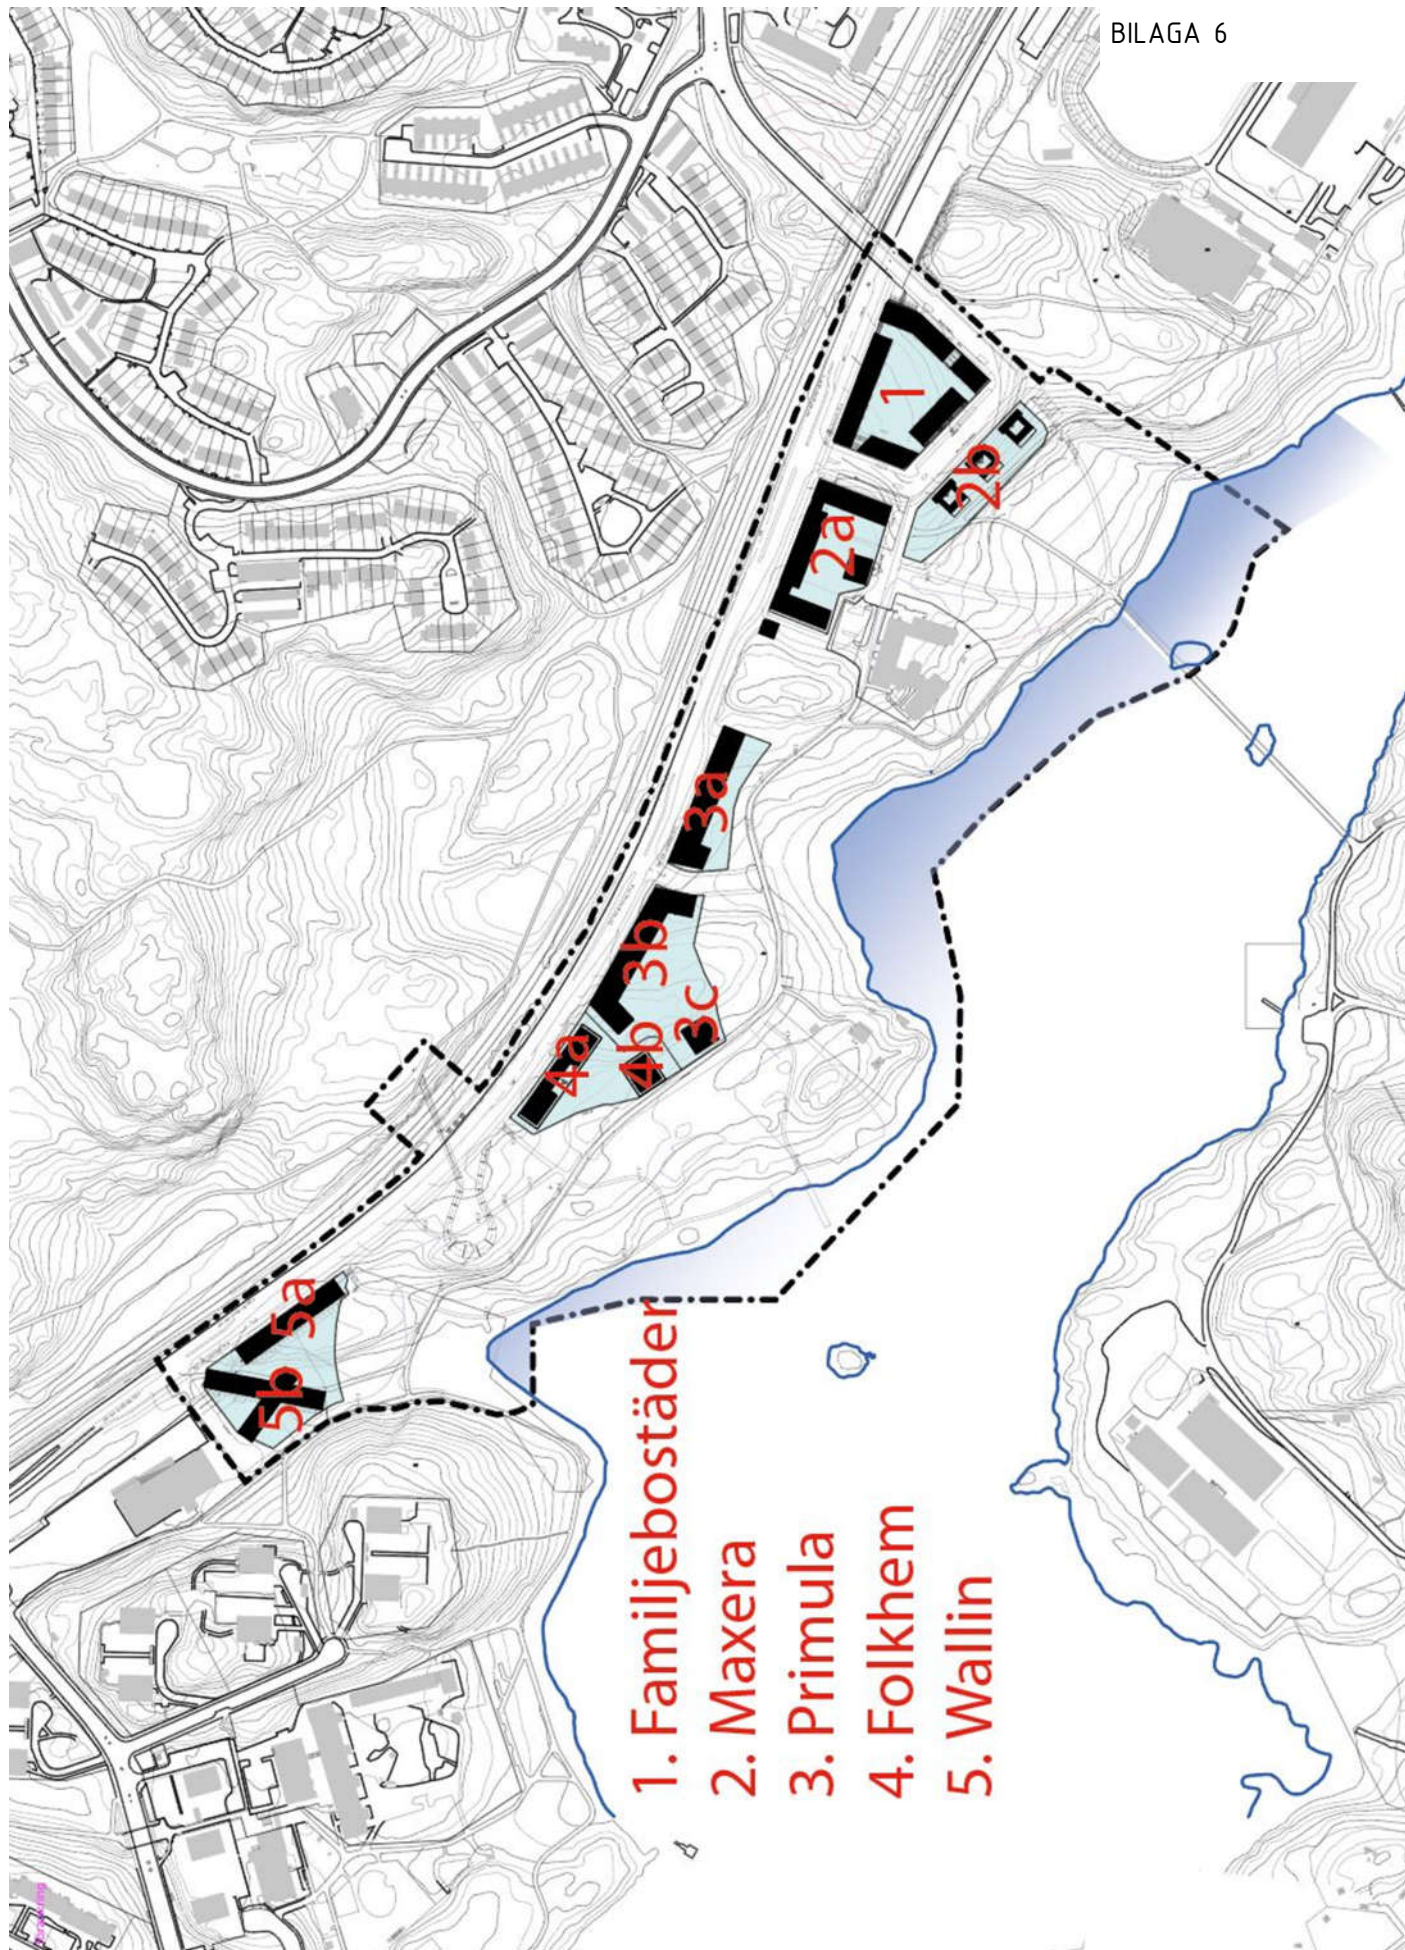 BILAGA 6
1
2b
2a
3a
3b
3c
4a
4b
5a
5b
1. Familjebostäder
2. Maxera
3. Primula
4. Folkhem
5. Wallin